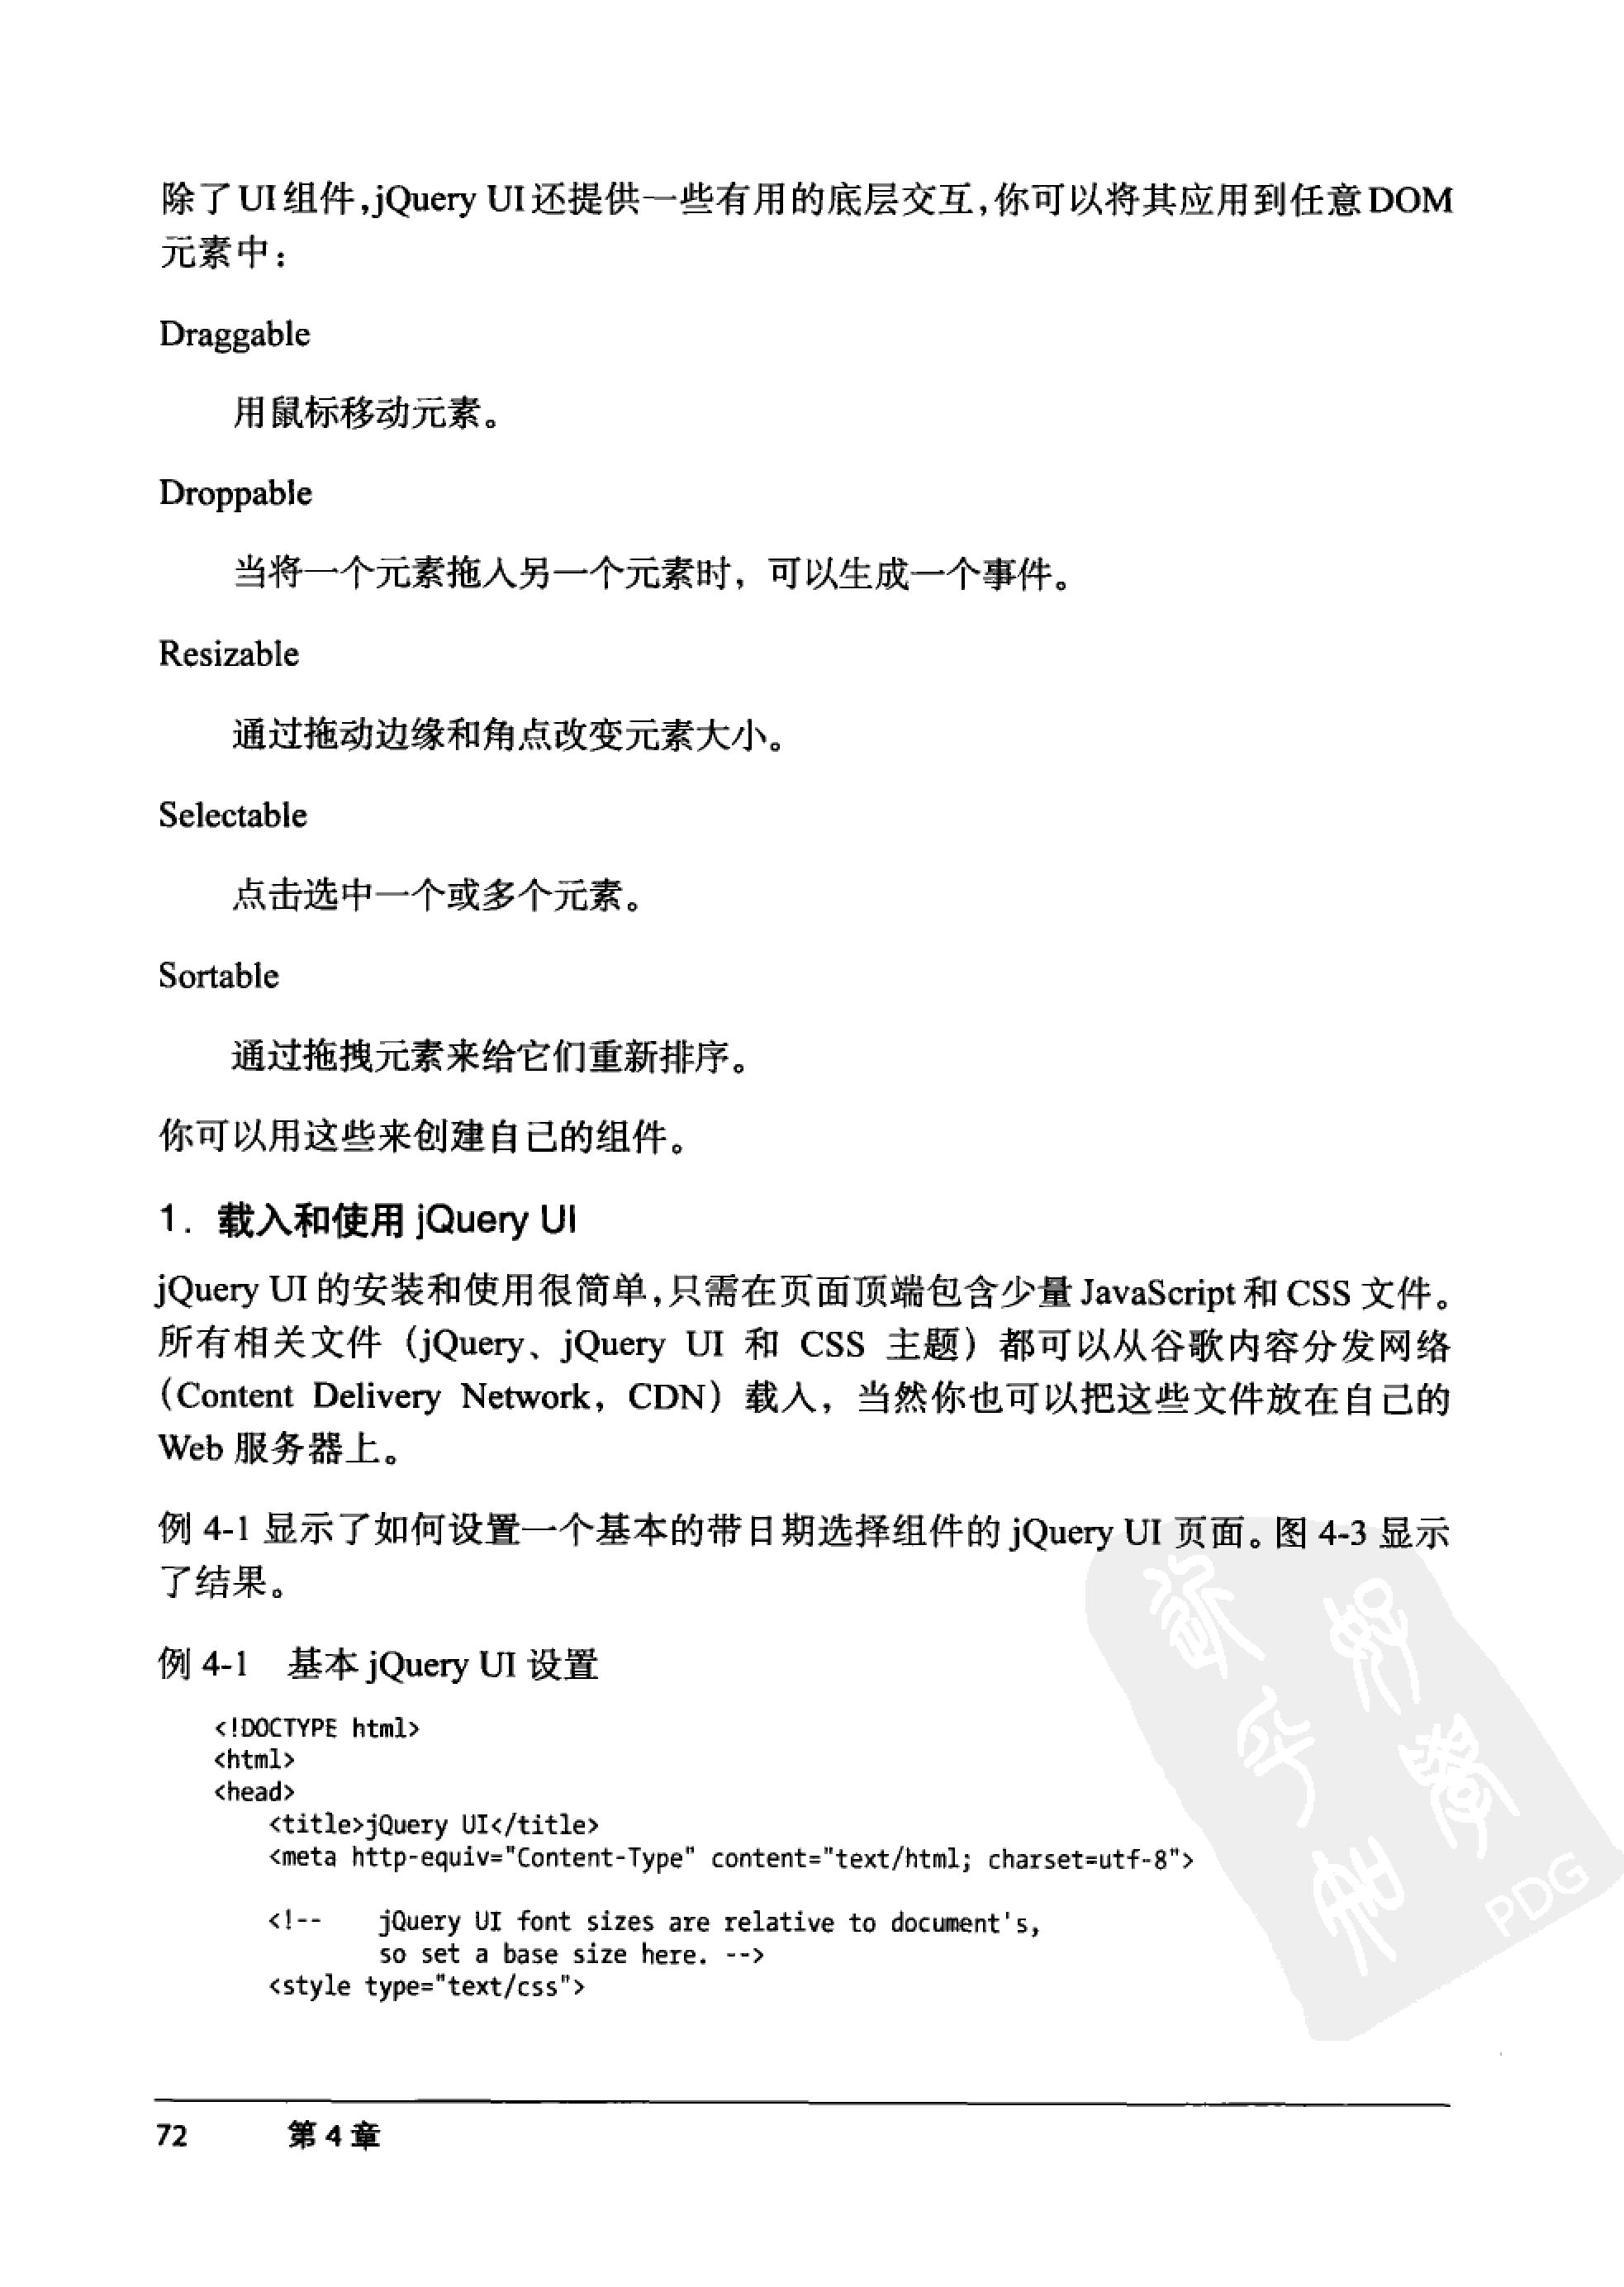 除了UI组件,jQuery UI还提供一些有用的底层交互,你可以将其应用到任意DOM
元素中：
Draggable
用鼠标移动元素。
Droppable
当将一个元素拖入另一个元素时，可以生成一个事件。
Resizable
通过拖动边缘和角点改变元素大小。
Selectable
点击选中一个或多个元素。
Sortable
通过拖拽元素来给它们重新排序。
你可以用这些来创建自己的组件。
1. 载入和使用 jQuery UI
jQuery UI 的安装和使用很简单,只需在页面顶端包含少量 JavaScript 和 CSS 文件。
所有相关文件（jQuery、jQuery UI 和 CSS 主题）都可以从谷歌内容分发网络
（Content Delivery Network，CDN）载入，当然你也可以把这些文件放在自己的
Web 服务器上。
例 4-1 显示了如何设置一个基本的带日期选择组件的 jQuery UI 页面。图 4-3 显示
了结果。
例 4-1 基本 jQuery UI 设置
<!DOCTYPE html>
<html>
<head>
<title>jQuery UI</title>
<meta http-equiv="Content-Type" content="text/html; charset=utf-8">
<!-- jQuery UI font sizes are relative to document's,
so set a base size here. -->
<style type="text/css">
PDG
72 第 4 章